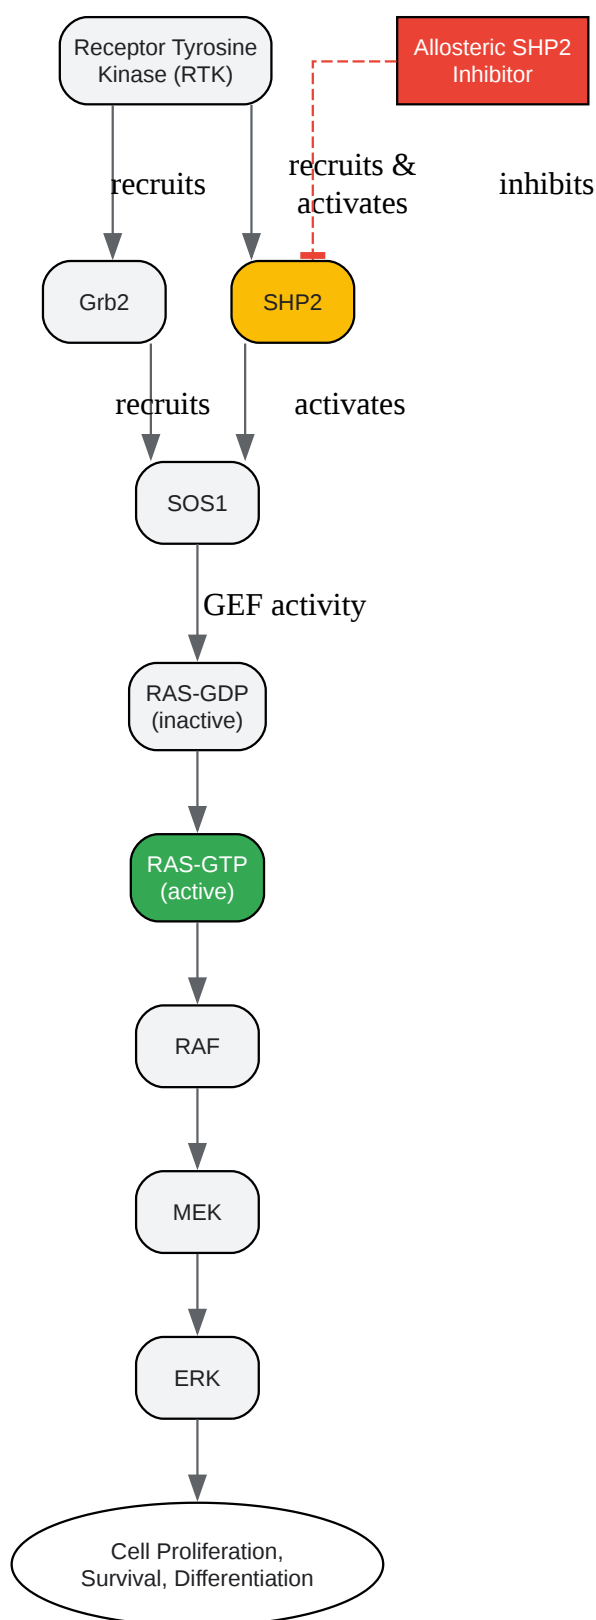 Receptor Tyrosine
Kinase (RTK)
Allosteric SHP2
Inhibitor
recruits
recruits &
activates
inhibits
Grb2
SHP2
recruits
activates
SOS1
GEF activity
RAS-GDP
(inactive)
RAS-GTP
(active)
RAF
MEK
ERK
Cell Proliferation,
Survival, Differentiation